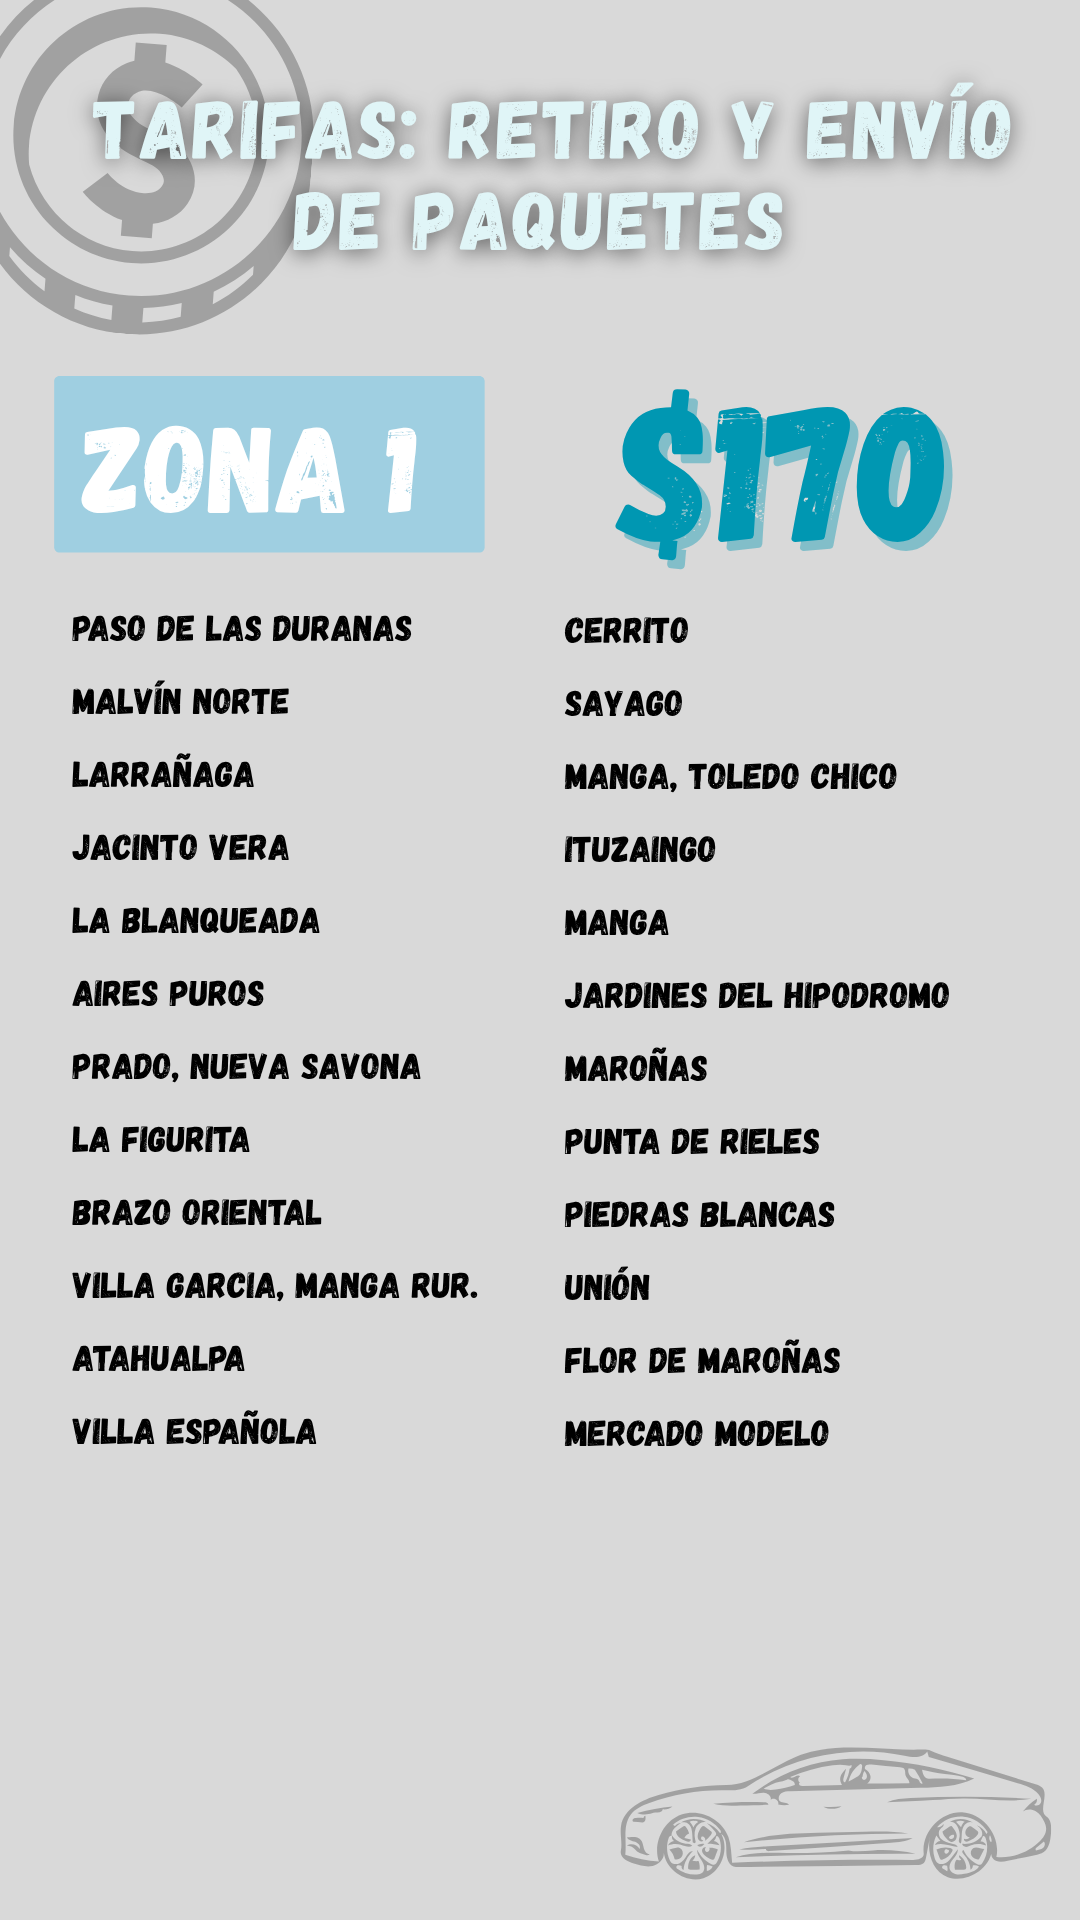 TARIFAS: RETIRO Y ENVÍO
DE PAQUETES
ZONA 1
$170
PASO DE LAS DURANAS
MALVÍN NORTE
LARRAÑAGA
JACINTO VERA
LA BLANQUEADA
AIRES PUROS
PRADO, NUEVA SAVONA
LA FIGURITA
BRAZO ORIENTAL
VILLA GARCIA, MANGA RUR.
ATAHUALPA
VILLA ESPAÑOLA
CERRITO
SAYAGO
MANGA, TOLEDO CHICO
ITUZAINGO
MANGA
JARDINES DEL HIPODROMO
MAROÑAS
PUNTA DE RIELES
PIEDRAS BLANCAS
UNIÓN
FLOR DE MAROÑAS
MERCADO MODELO